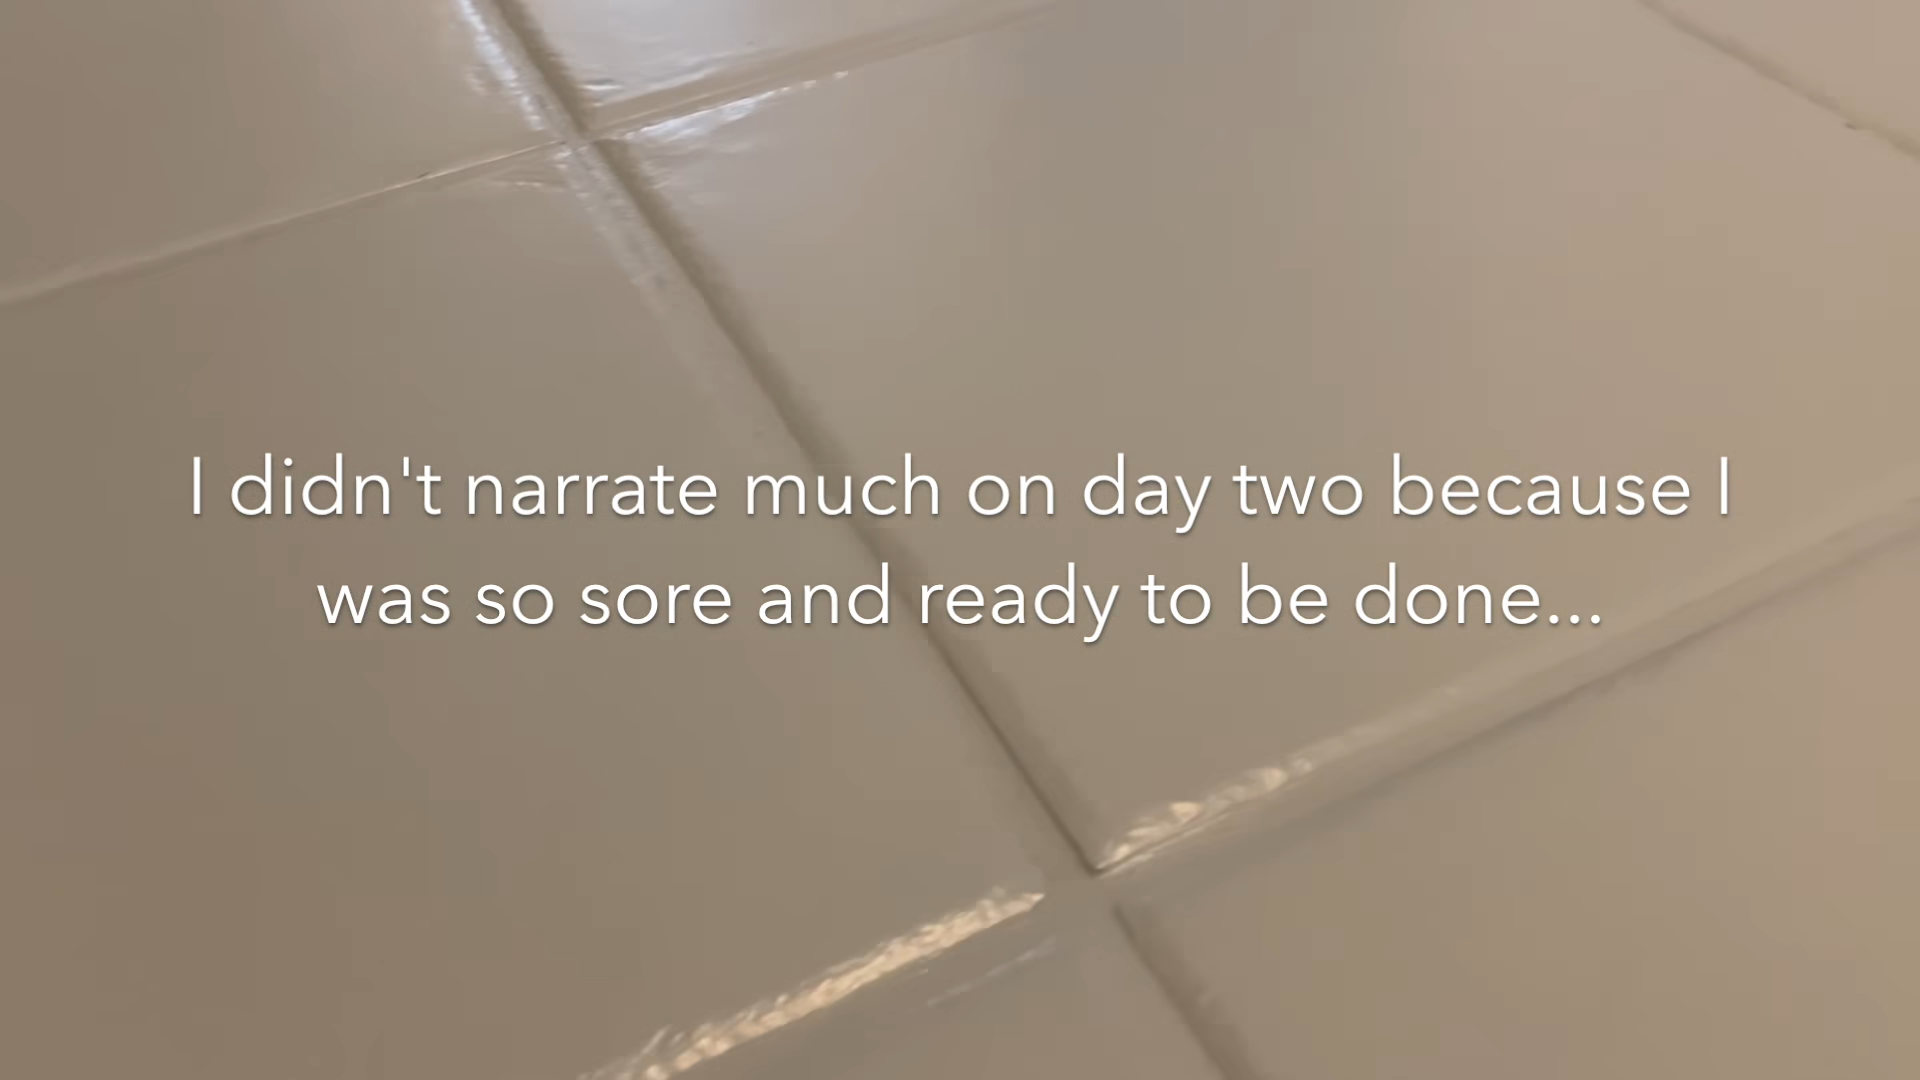 I didn't narrate much on day two because I
was so sore and ready to be done...